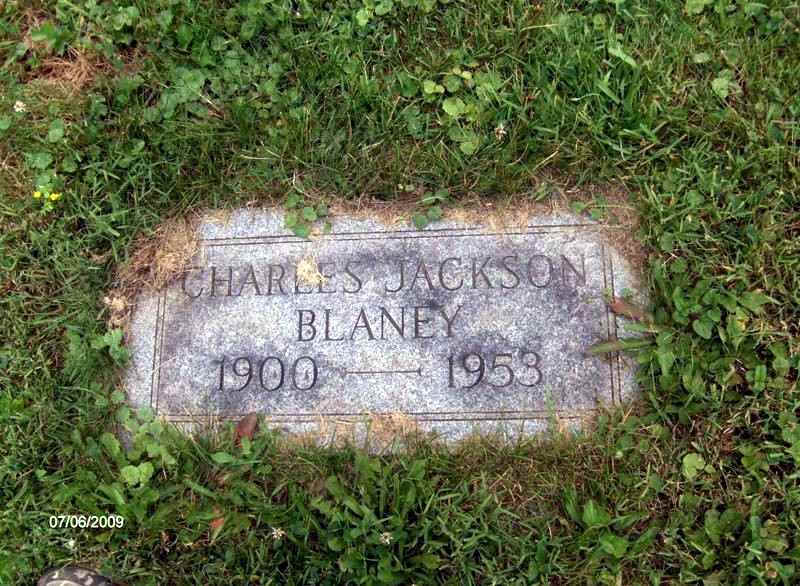 CHARLES JACKSON
BLANEY
1900 — 1953
07/06/2009